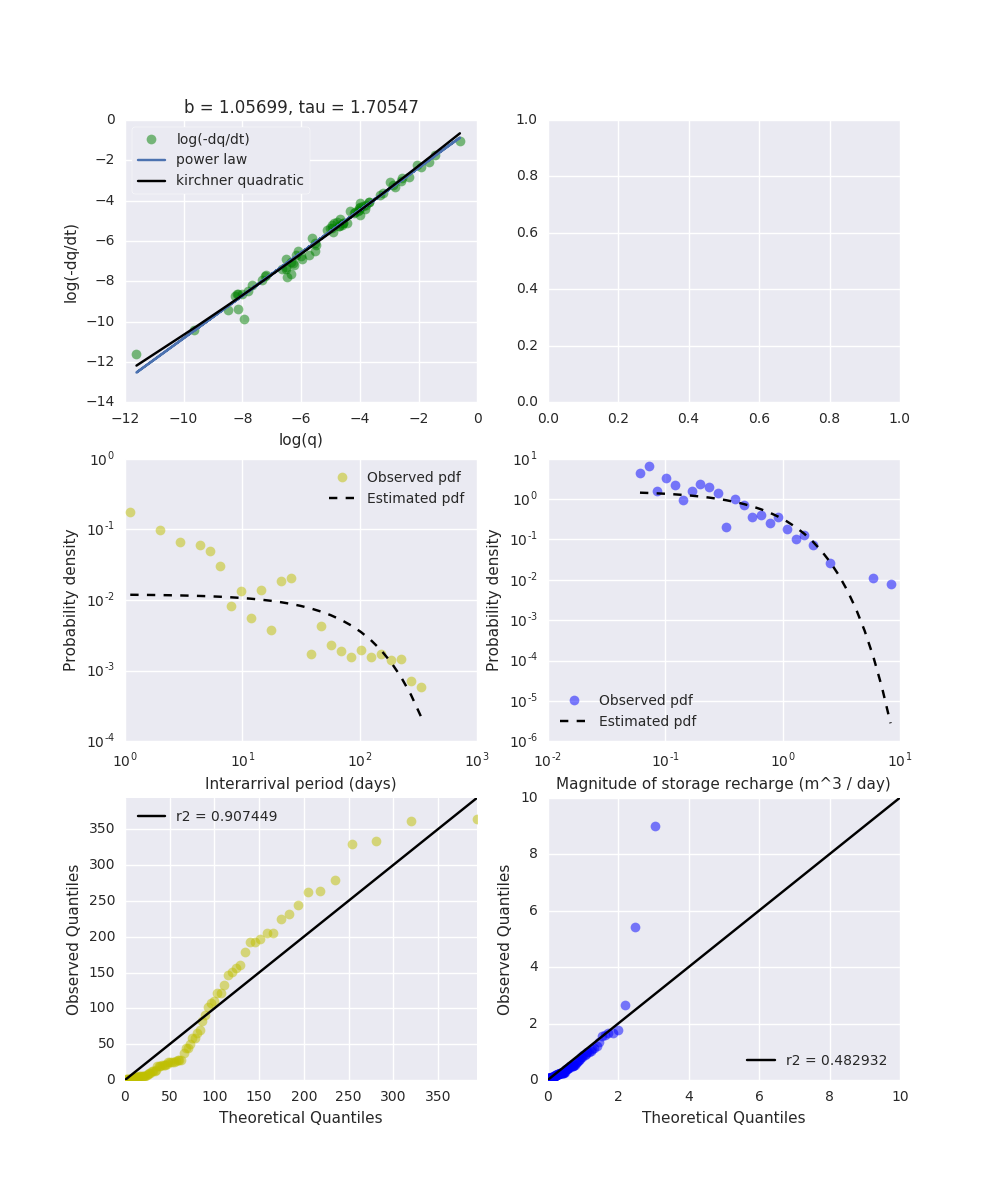 b = 1.05699, tau = 1.70547
0
−2
−4
−6
−8
−10
−12
−14
log(-dq/dt)
log(-dq/dt)
power law
kirchner quadratic
−12 −10 −8 −6 −4 −2 0
log(q)
1.0
0.8
0.6
0.4
0.2
0.0
0.0 0.2 0.4 0.6 0.8 1.0
10^0
10^-1
10^-2
10^-3
10^-4
Probability density
Observed pdf
Estimated pdf
10^0 10^1 10^2 10^3
Interarrival period (days)
10^1
10^0
10^-1
10^-2
10^-3
10^-4
10^-5
10^-6
Probability density
Observed pdf
Estimated pdf
10^-2 10^-1 10^0 10^1
Magnitude of storage recharge (m^3 / day)
350
300
250
200
150
100
50
0
Observed Quantiles
r2 = 0.907449
0 50 100 150 200 250 300 350
Theoretical Quantiles
10
8
6
4
2
0
Observed Quantiles
r2 = 0.482932
0 2 4 6 8 10
Theoretical Quantiles